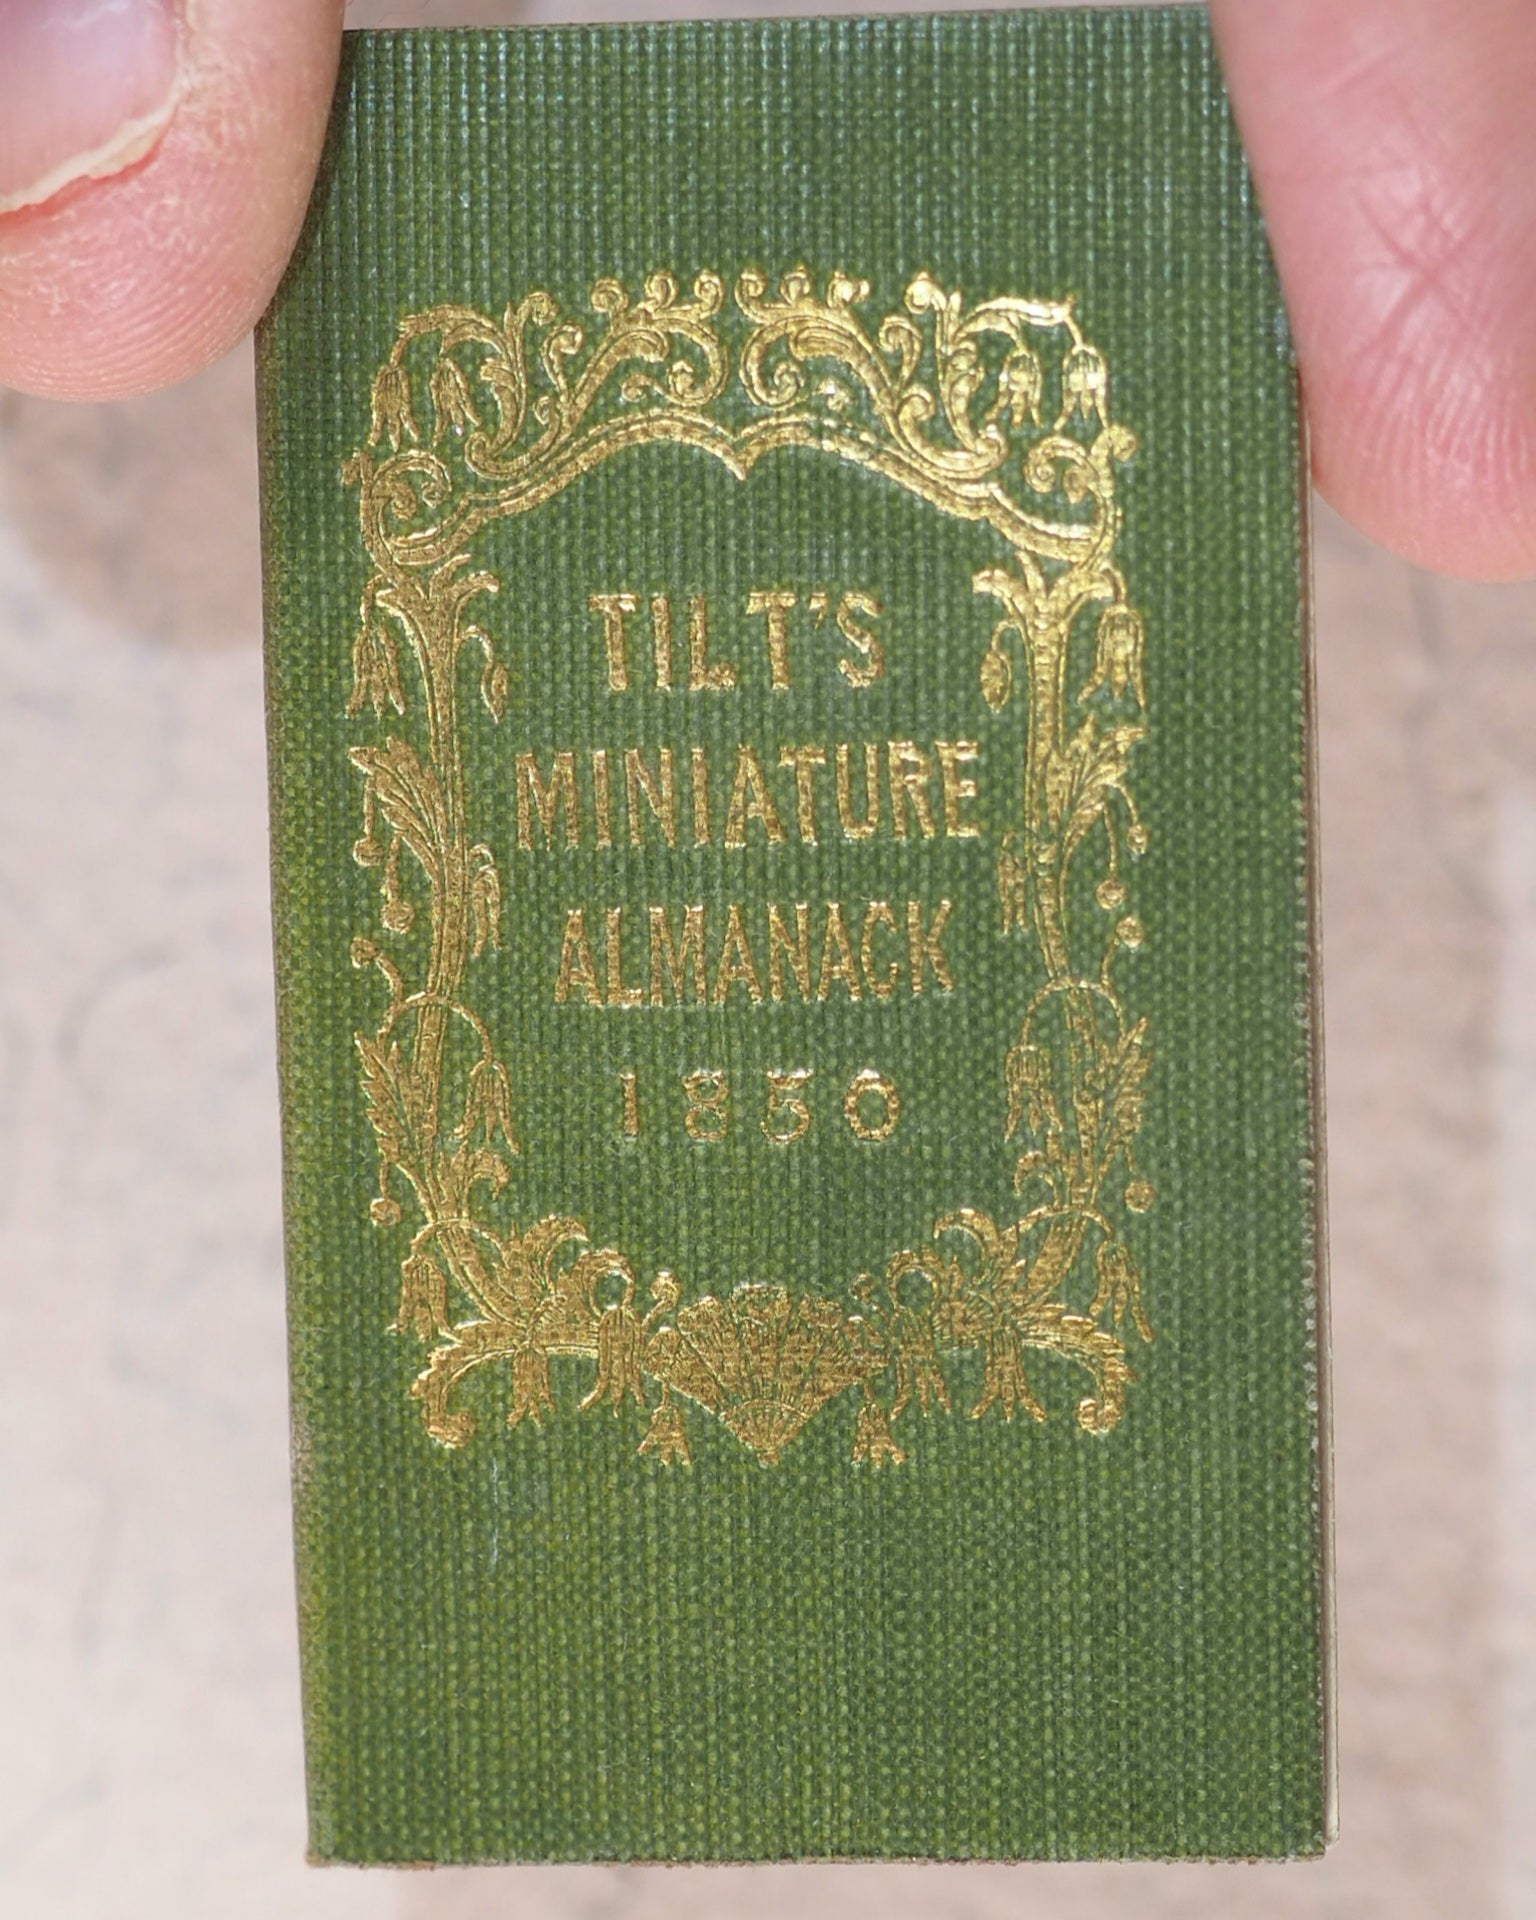 TILT'S
MINIATURE
ALMANACK
1850